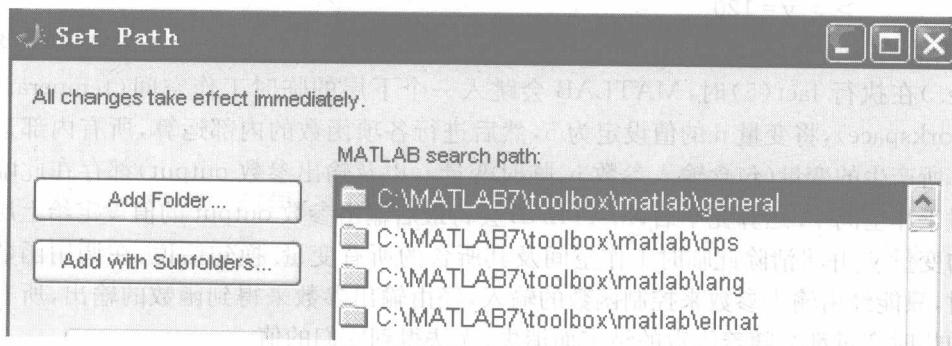 Set Path
All changes take effect immediately.
MATLAB search path:
Add Folder...
Add with Subfolders...
C:\MATLAB7\toolbox\matlab\general
C:\MATLAB7\toolbox\matlab\ops
C:\MATLAB7\toolbox\matlab\lang
C:\MATLAB7\toolbox\matlab\elmat